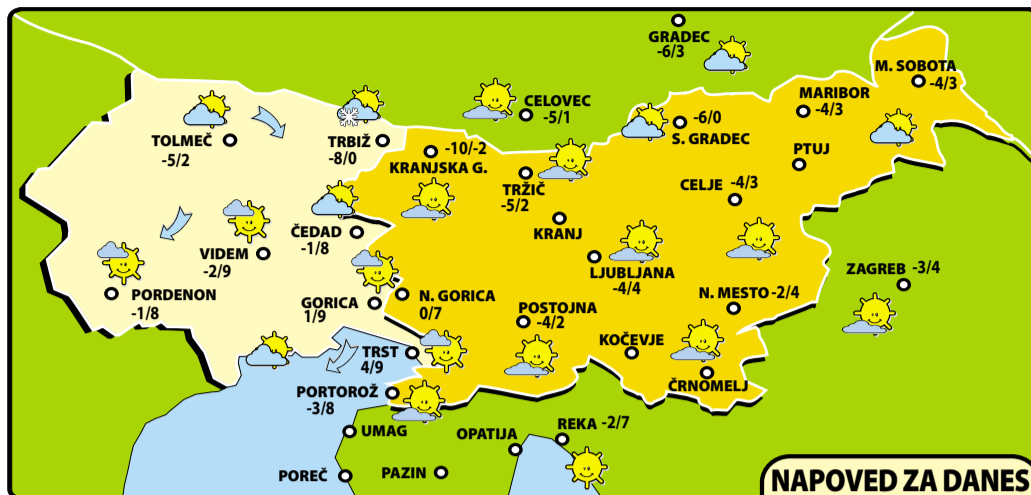 GRADEC
-6/3
M. SOBOTA
-4/3
MARIBOR
-4/3
CELOVEC
-5/1
-6/0
S. GRADEC
TOLMEČ
-5/2
TRBIŽ
-8/0
-10/-2
KRANJSKA G.
PTUJ
TRŽIČ
-5/2
CELJE -4/3
KRANJ
ČEDAD
-1/8
VIDEM
-2/9
LJUBLJANA
-4/4
ZAGREB -3/4
PORDENON
-1/8
GORICA
1/9
N. GORICA
0/7
N. MESTO -2/4
POSTOJNA
-4/2
KOČEVJE
TRST
4/9
ČRNOMELJ
PORTOROŽ
-3/8
UMAG
OPATIJA
REKA -2/7
POREČ
PAZIN
NAPOVED ZA DANES